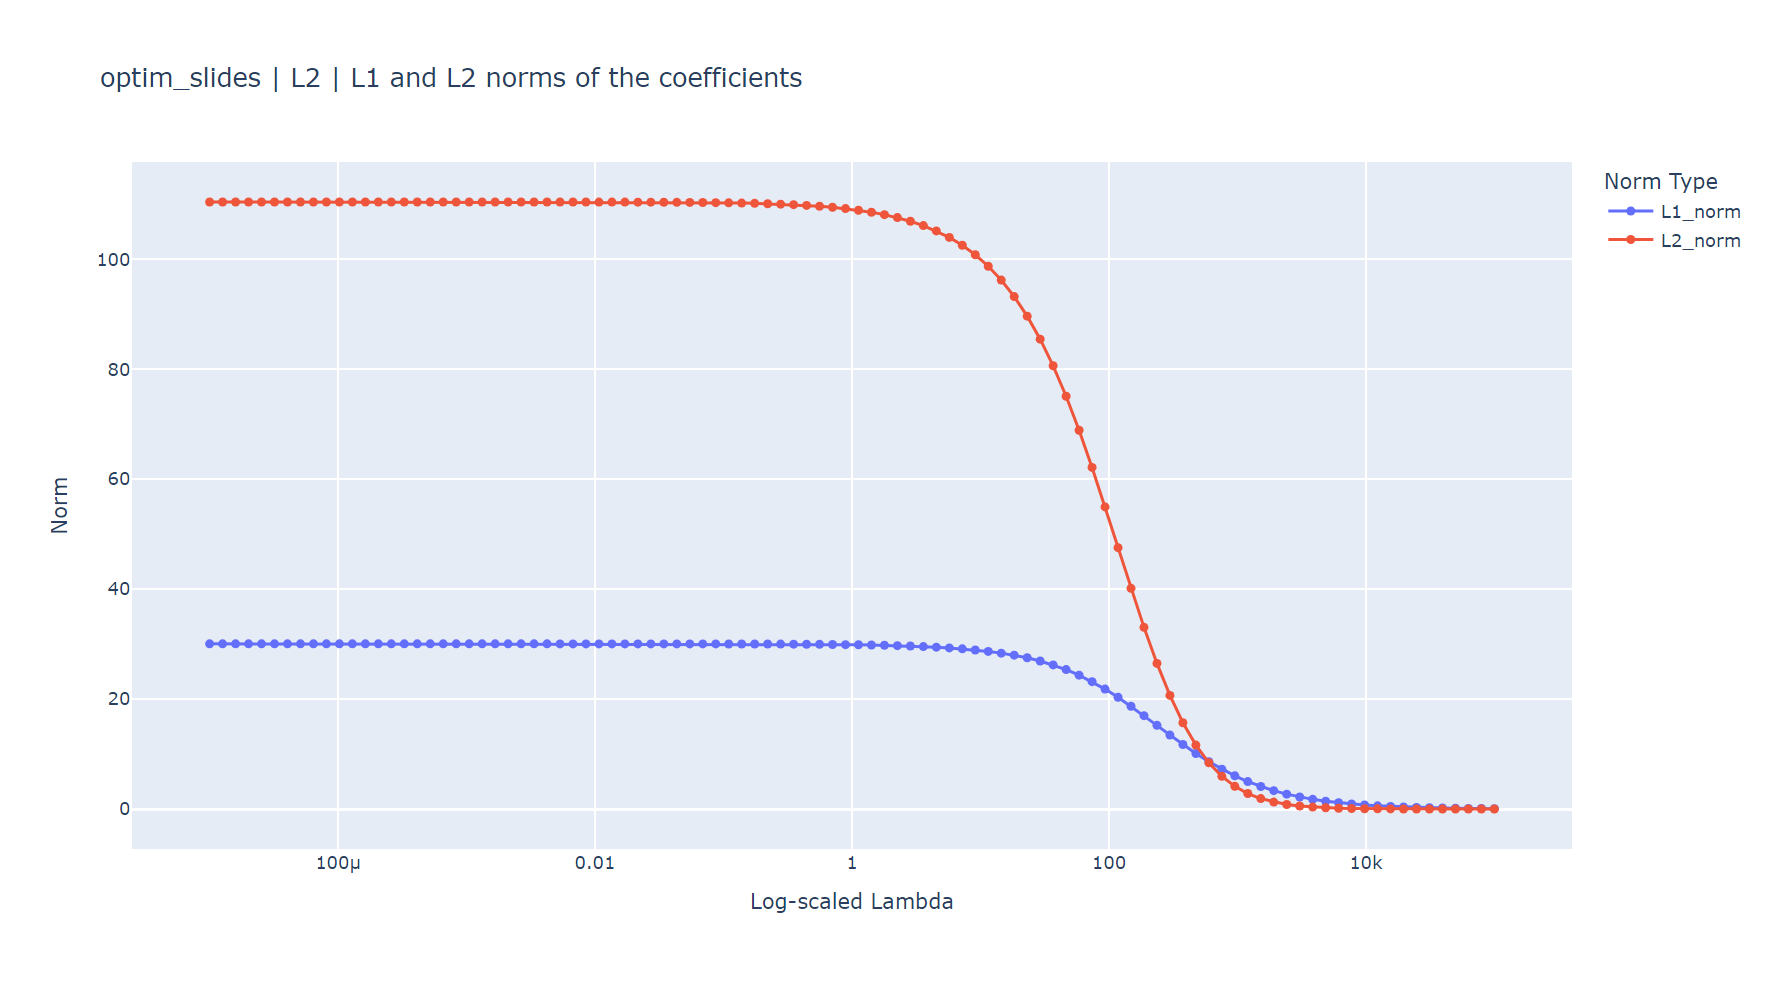 optim_slides | L2 | L1 and L2 norms of the coefficients
Norm Type
L1_norm
L2_norm
100
80
60
40
20
0
Norm
100μ
0.01
1
100
10k
Log-scaled Lambda